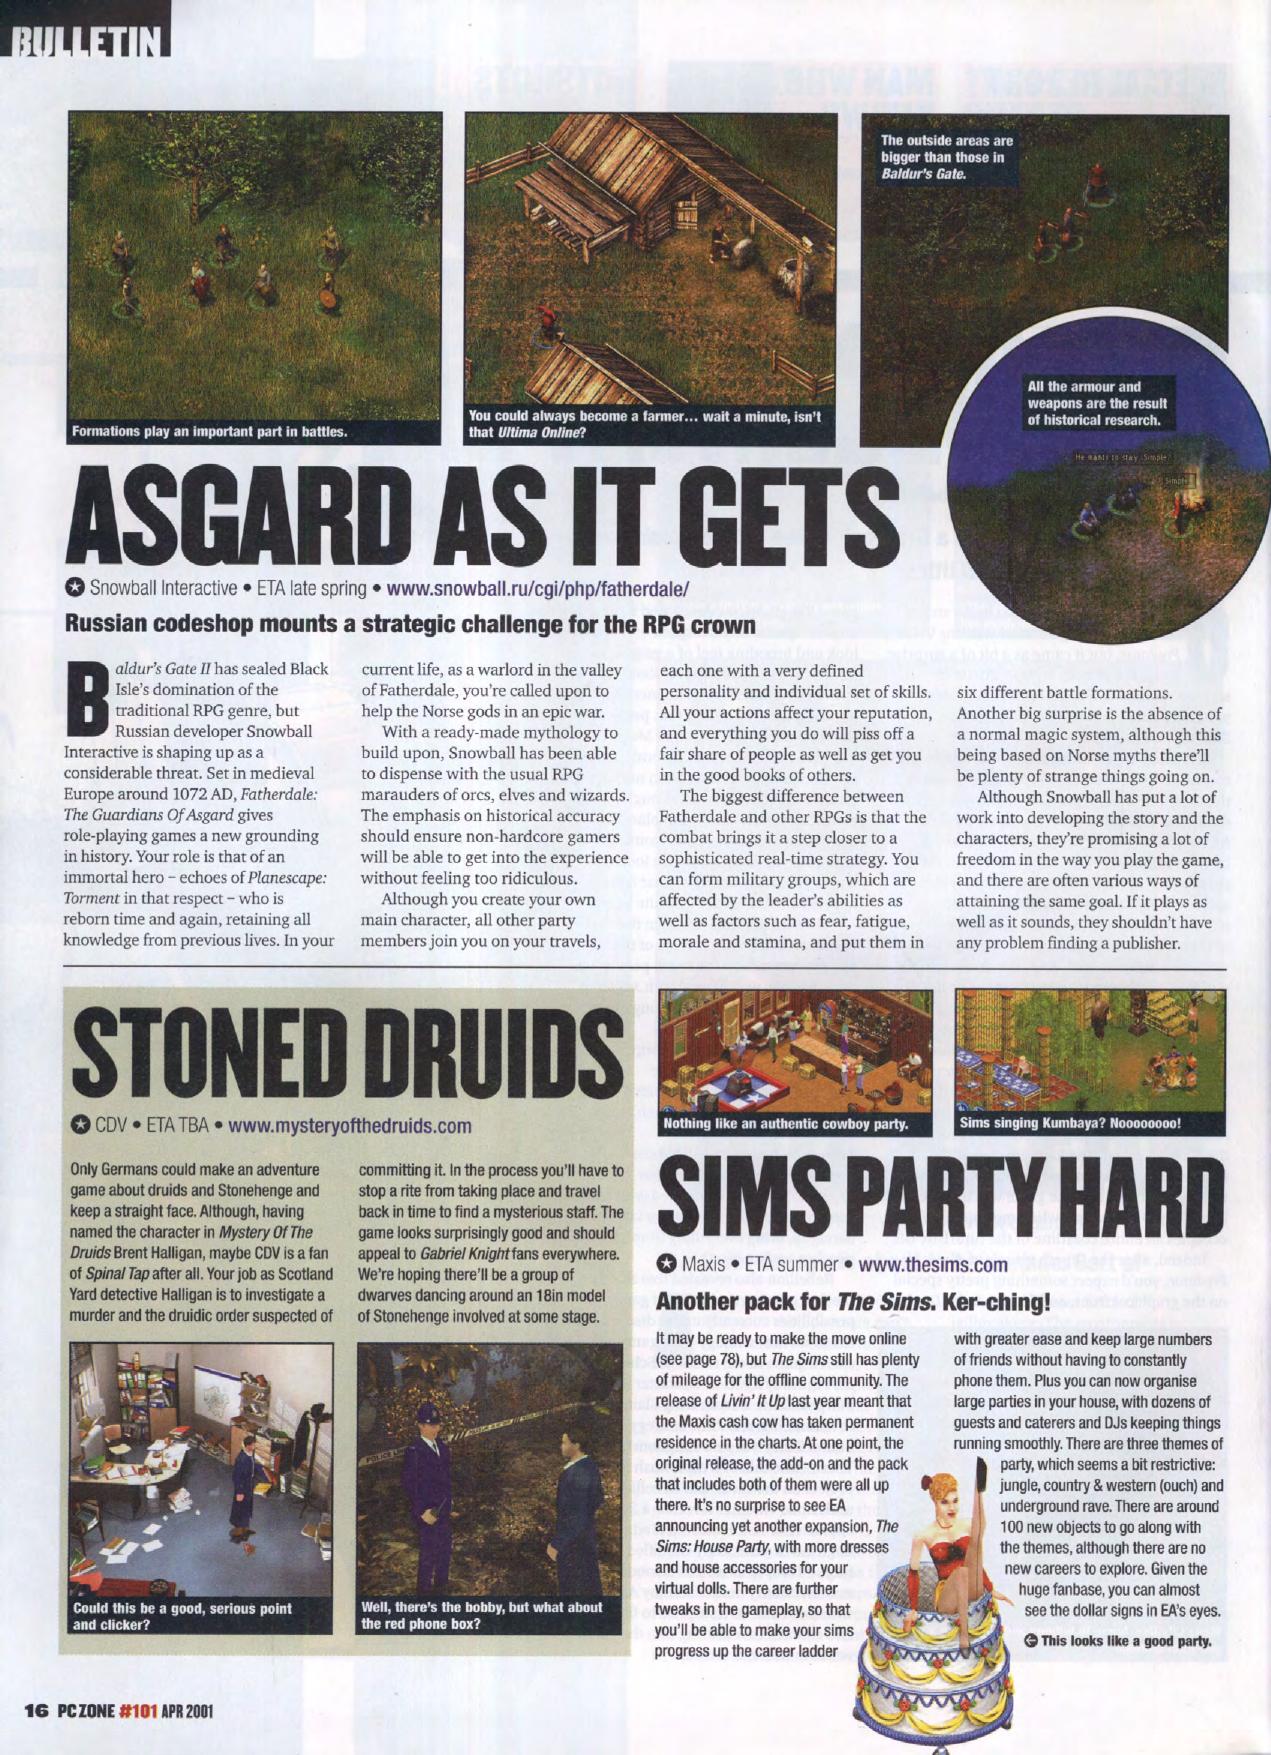 BULLETIN
Formations play an important part in battles.
You could always become a farmer... wait a minute, isn't
that Ultima Online?
The outside areas are
bigger than those in
Baldur's Gate.
All the armour and
weapons are the result
of historical research.
He wants to stay Simple
Simple
ASGARD AS IT GETS
Snowball Interactive • ETA late spring • www.snowball.ru/cgi/php/fatherdale/
Russian codeshop mounts a strategic challenge for the RPG crown
Baldur's Gate II has sealed Black
Isle's domination of the
traditional RPG genre, but
Russian developer Snowball
Interactive is shaping up as a
considerable threat. Set in medieval
Europe around 1072 AD, Fatherdale:
The Guardians Of Asgard gives
role-playing games a new grounding
in history. Your role is that of an
immortal hero – echoes of Planescape:
Torment in that respect – who is
reborn time and again, retaining all
knowledge from previous lives. In your
current life, as a warlord in the valley
of Fatherdale, you're called upon to
help the Norse gods in an epic war.
With a ready-made mythology to
build upon, Snowball has been able
to dispense with the usual RPG
marauders of orcs, elves and wizards.
The emphasis on historical accuracy
should ensure non-hardcore gamers
will be able to get into the experience
without feeling too ridiculous.
Although you create your own
main character, all other party
members join you on your travels,
each one with a very defined
personality and individual set of skills.
All your actions affect your reputation,
and everything you do will piss off a
fair share of people as well as get you
in the good books of others.
The biggest difference between
Fatherdale and other RPGs is that the
combat brings it a step closer to a
sophisticated real-time strategy. You
can form military groups, which are
affected by the leader's abilities as
well as factors such as fear, fatigue,
morale and stamina, and put them in
six different battle formations.
Another big surprise is the absence of
a normal magic system, although this
being based on Norse myths there'll
be plenty of strange things going on.
Although Snowball has put a lot of
work into developing the story and the
characters, they're promising a lot of
freedom in the way you play the game,
and there are often various ways of
attaining the same goal. If it plays as
well as it sounds, they shouldn't have
any problem finding a publisher.
STONED DRUIDS
CDV • ETA TBA • www.mysteryofthedruids.com
Only Germans could make an adventure
game about druids and Stonehenge and
keep a straight face. Although, having
named the character in Mystery Of The
Druids Brent Halligan, maybe CDV is a fan
of Spinal Tap after all. Your job as Scotland
Yard detective Halligan is to investigate a
murder and the druidic order suspected of
committing it. In the process you'll have to
stop a rite from taking place and travel
back in time to find a mysterious staff. The
game looks surprisingly good and should
appeal to Gabriel Knight fans everywhere.
We're hoping there'll be a group of
dwarves dancing around an 18in model
of Stonehenge involved at some stage.
Could this be a good, serious point
and clicker?
Well, there's the bobby, but what about
the red phone box?
Nothing like an authentic cowboy party.
Sims singing Kumbaya? Noooooooo!
SIMS PARTY HARD
Maxis • ETA summer • www.thesims.com
Another pack for The Sims. Ker-ching!
It may be ready to make the move online
(see page 78), but The Sims still has plenty
of mileage for the offline community. The
release of Livin' It Up last year meant that
the Maxis cash cow has taken permanent
residence in the charts. At one point, the
original release, the add-on and the pack
that includes both of them were all up
there. It's no surprise to see EA
announcing yet another expansion, The
Sims: House Party, with more dresses
and house accessories for your
virtual dolls. There are further
tweaks in the gameplay, so that
you'll be able to make your sims
progress up the career ladder
with greater ease and keep large numbers
of friends without having to constantly
phone them. Plus you can now organise
large parties in your house, with dozens of
guests and caterers and DJs keeping things
running smoothly. There are three themes of
party, which seems a bit restrictive:
jungle, country & western (ouch) and
underground rave. There are around
100 new objects to go along with
the themes, although there are no
new careers to explore. Given the
huge fanbase, you can almost
see the dollar signs in EA's eyes.
This looks like a good party.
16 PCZONE #101 APR 2001